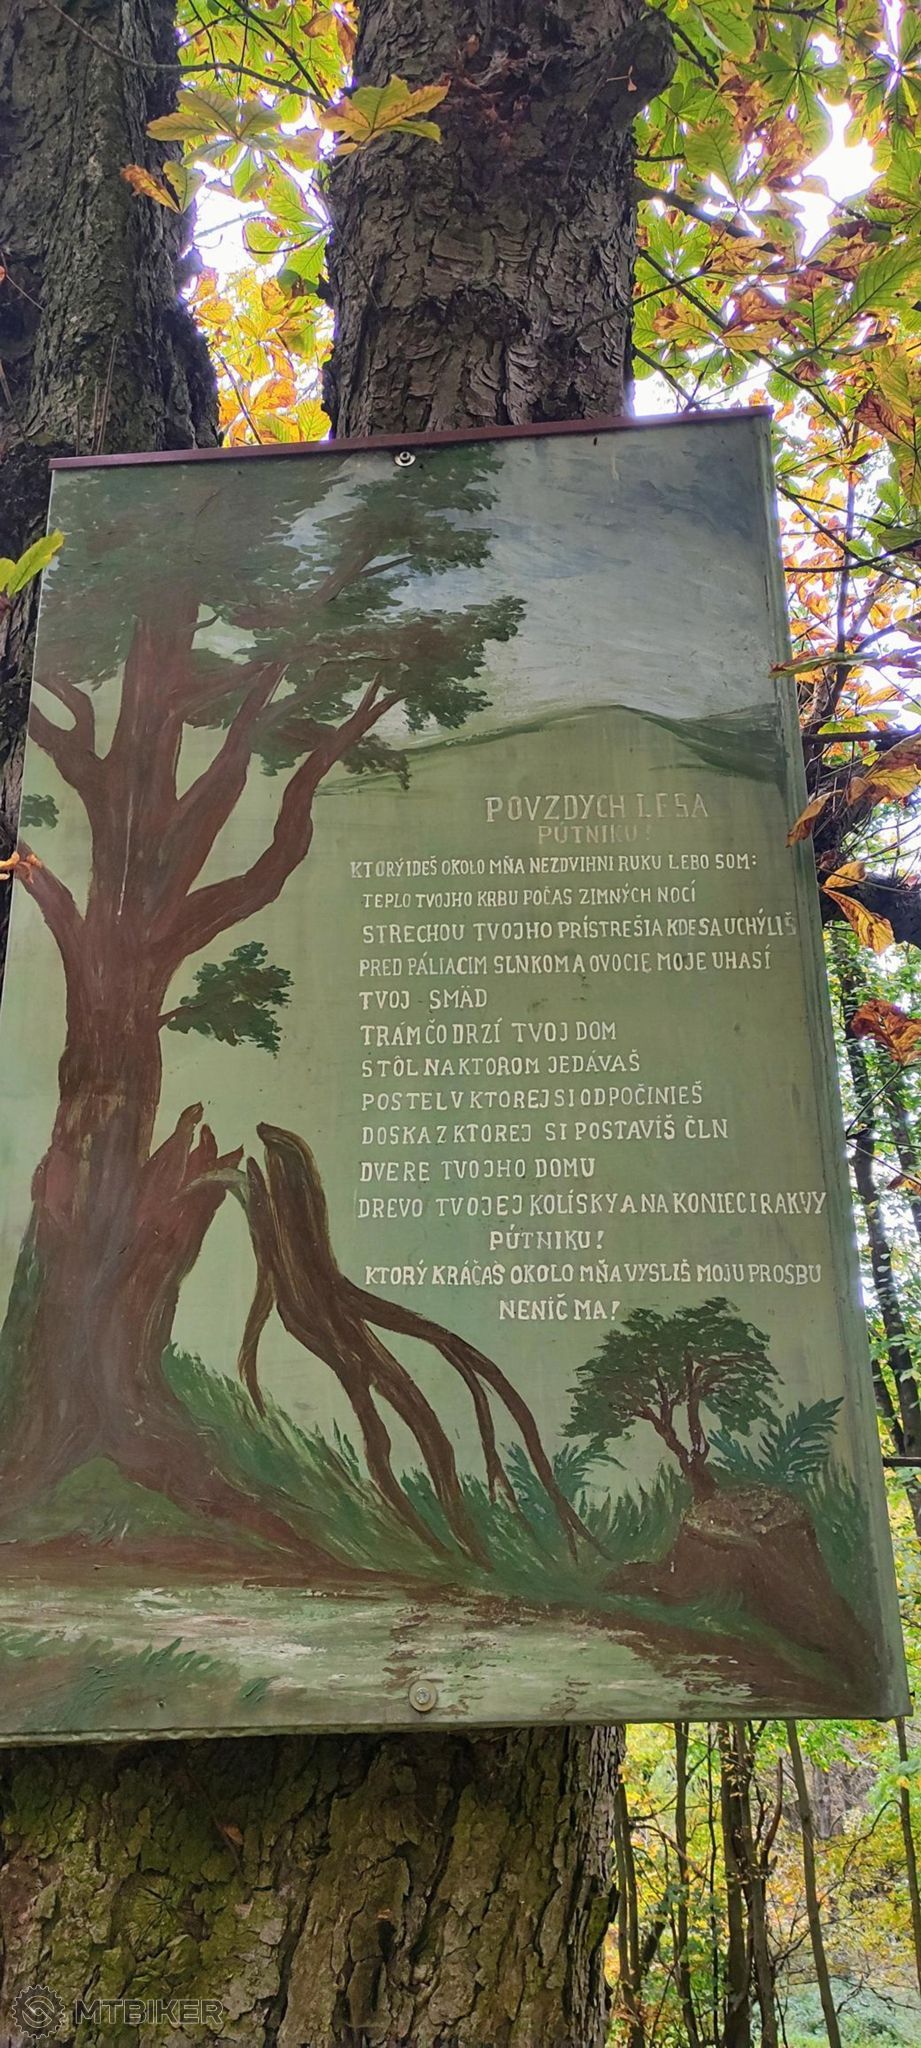 POVZDYCH LESA
PÚTNIKU!
KTORÝ IDEŠ OKOLO MŇA NEZDVIHNI RUKU LEBO SOM:
TEPLO TVOJHO KRBU POČAS ZIMNÝCH NOCÍ
STRECHOU TVOJHO PRÍSTREŠIA KDE SA UCHÝLIŠ
PRED PÁLIACIM SLNKOM A OVOCIE MOJE UHASÍ
TVOJ SMÄD
TRÁM ČO DRZÍ TVOJ DOM
STÔL NA KTOROM JEDÁVAŠ
POSTEL V KTOREJ SI ODPOČINIEŠ
DOSKA Z KTOREJ SI POSTAVÍŠ ČLN
DVERE TVOJHO DOMU
DREVO TVOJEJ KOLÍSKY A NA KONIEC I RAKVY
PÚTNIKU!
KTORÝ KRÁČAŠ OKOLO MŇA VYSLIŠ MOJU PROSBU
NENIČ MA!
MTBIKER